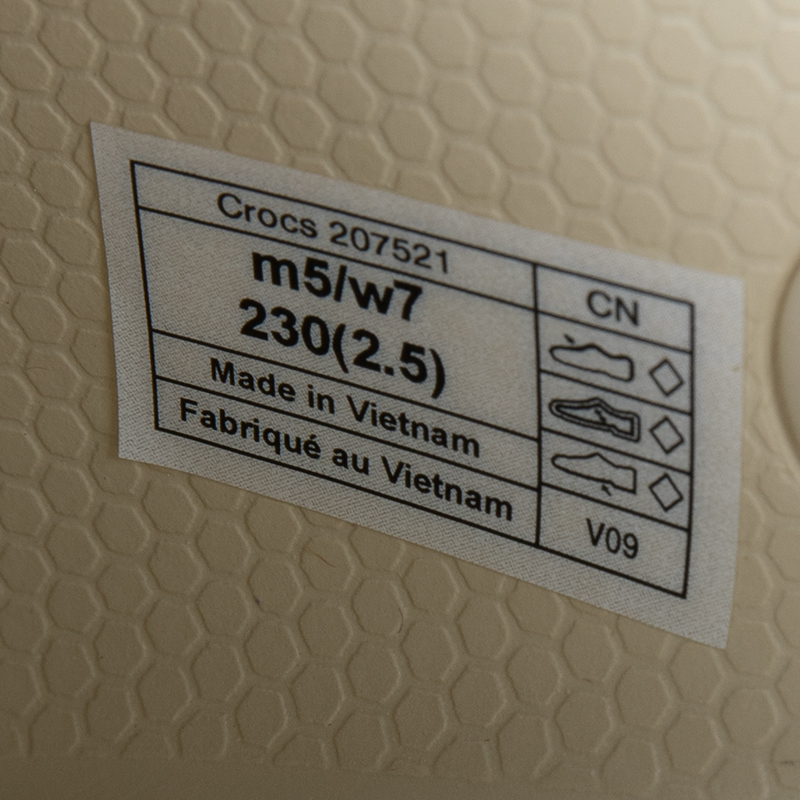 Crocs 207521
m5/w7
230(2.5)
Made in Vietnam
Fabriqué au Vietnam
CN
V09